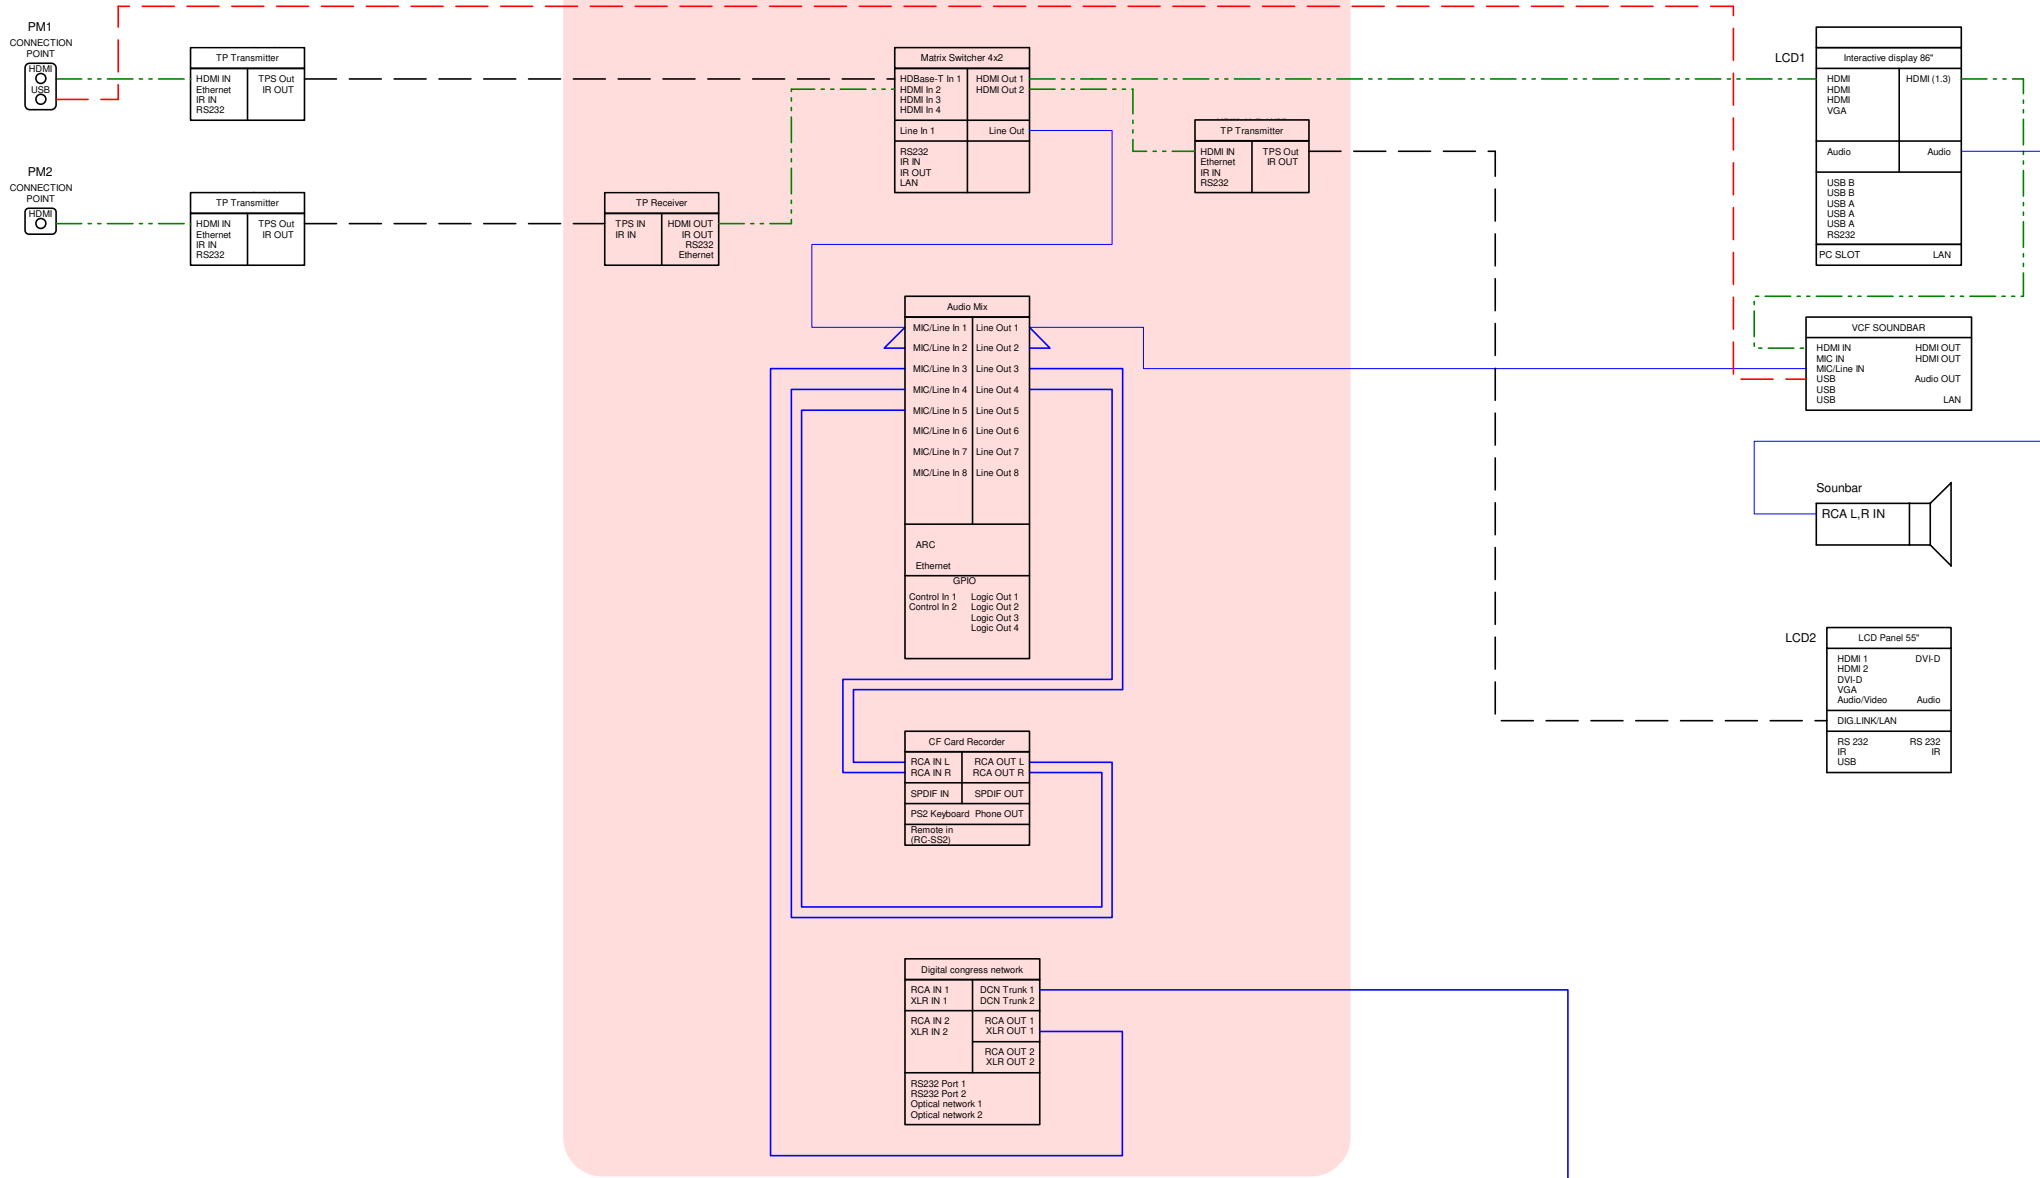 PM1
CONNECTION
POINT
HDMI
USB
TP Transmitter
HDMI IN
Ethernet
IR IN
RS232
TPS Out
IR OUT
PM2
CONNECTION
POINT
HDMI
TP Transmitter
HDMI IN
Ethernet
IR IN
RS232
TPS Out
IR OUT
TP Receiver
TPS IN
IR IN
HDMI OUT
IR OUT
RS232
Ethernet
Matrix Switcher 4x2
HDBase-T In 1
HDMI In 2
HDMI In 3
HDMI In 4
HDMI Out 1
HDMI Out 2
Line In 1
Line Out
RS232
IR IN
IR OUT
LAN
TP Transmitter
HDMI IN
Ethernet
IR IN
RS232
TPS Out
IR OUT
Audio Mix
MIC/Line In 1
MIC/Line In 2
MIC/Line In 3
MIC/Line In 4
MIC/Line In 5
MIC/Line In 6
MIC/Line In 7
MIC/Line In 8
Line Out 1
Line Out 2
Line Out 3
Line Out 4
Line Out 5
Line Out 6
Line Out 7
Line Out 8
ARC
Ethernet
GPIO
Control In 1
Control In 2
Logic Out 1
Logic Out 2
Logic Out 3
Logic Out 4
CF Card Recorder
RCA IN L
RCA IN R
RCA OUT L
RCA OUT R
SPDIF IN
SPDIF OUT
PS2 Keyboard
Phone OUT
Remote in
(RC-SS2)
Digital congress network
RCA IN 1
XLR IN 1
DCN Trunk 1
DCN Trunk 2
RCA IN 2
XLR IN 2
RCA OUT 1
XLR OUT 1
RCA OUT 2
XLR OUT 2
RS232 Port 1
RS232 Port 2
Optical network 1
Optical network 2
LCD1
Interactive display 86"
HDMI
HDMI
HDMI
VGA
HDMI (1.3)
Audio
Audio
USB B
USB B
USB A
USB A
USB A
RS232
PC SLOT
LAN
VCF SOUNDBAR
HDMI IN
MIC IN
MIC/Line IN
USB
USB
USB
HDMI OUT
HDMI OUT
Audio OUT
LAN
Sounbar
RCA L,R IN
LCD2
LCD Panel 55"
HDMI 1
HDMI 2
DVI-D
VGA
Audio/Video
DVI-D
Audio
DIG.LINK/LAN
RS 232
IR
USB
RS 232
IR